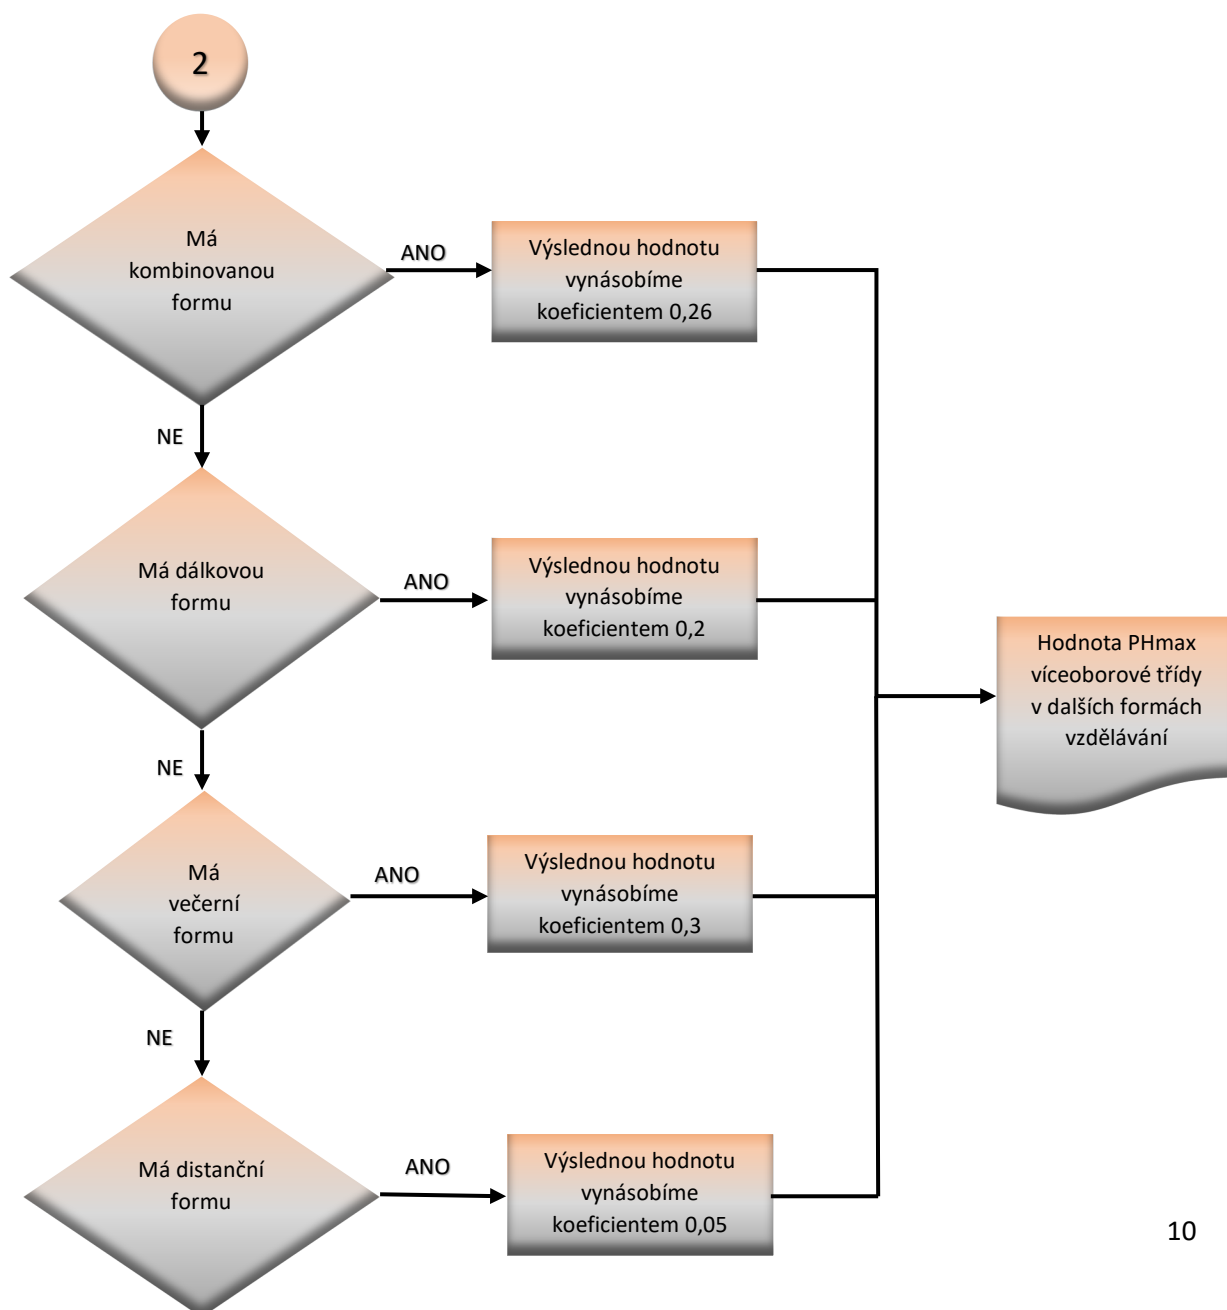 2
Má
kombinovanou
formu
ANO
Výslednou hodnotu
vynásobíme
koeficientem 0,26
NE
Má dálkovou
formu
ANO
Výslednou hodnotu
vynásobíme
koeficientem 0,2
Hodnota PHmax
víceoborové třídy
v dalších formách
vzdělávání
NE
Má
večerní
formu
ANO
Výslednou hodnotu
vynásobíme
koeficientem 0,3
NE
Má distanční
formu
ANO
Výslednou hodnotu
vynásobíme
koeficientem 0,05
10